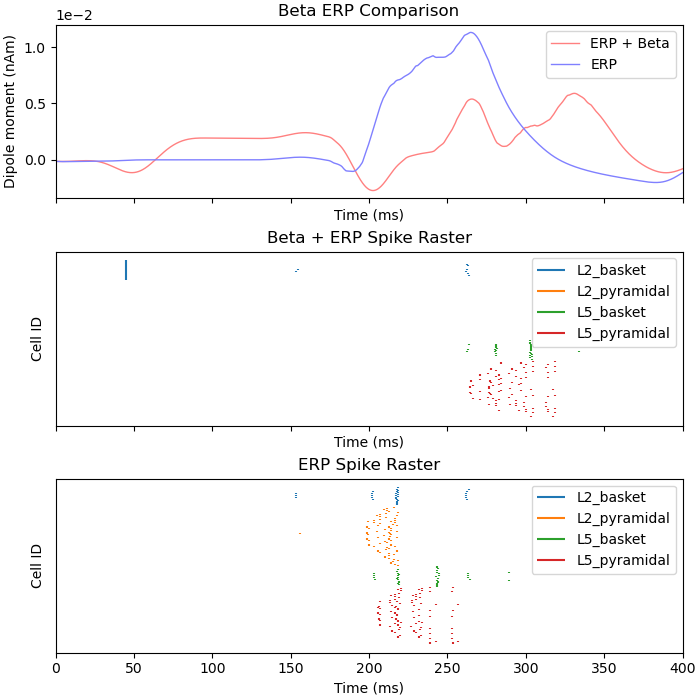 Beta ERP Comparison
1e−2
Dipole moment (nAm)
1.0
0.5
0.0
ERP + Beta
ERP
Time (ms)
Beta + ERP Spike Raster
Cell ID
L2_basket
L2_pyramidal
L5_basket
L5_pyramidal
Time (ms)
ERP Spike Raster
Cell ID
L2_basket
L2_pyramidal
L5_basket
L5_pyramidal
0 50 100 150 200 250 300 350 400
Time (ms)